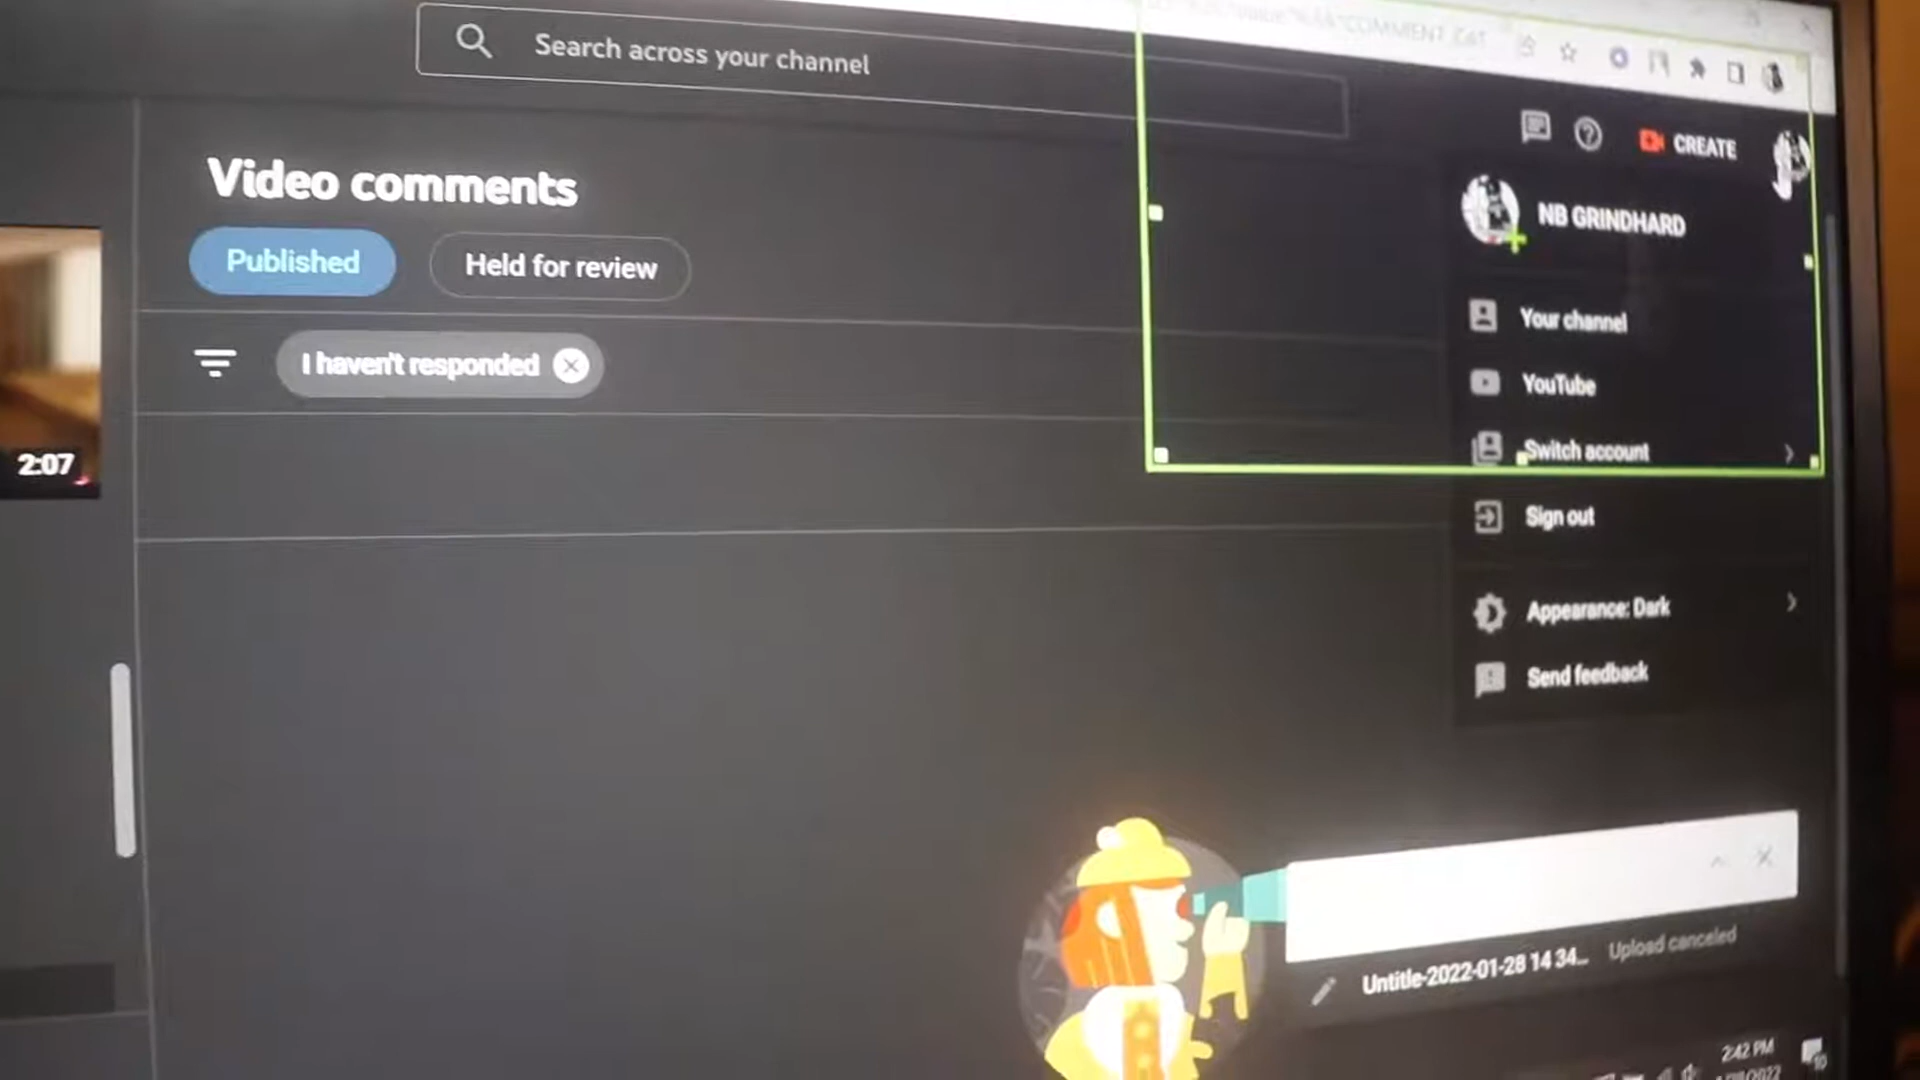 COMMENT_CAT
Search across your channel
CREATE
Video comments
NB GRINDHARD
Published
Held for review
Your channel
I haven't responded
YouTube
2:07
Switch account
Sign out
Appearance: Dark
Send feedback
Untitle-2022-01-28 14 34...
Upload canceled
2:42 PM